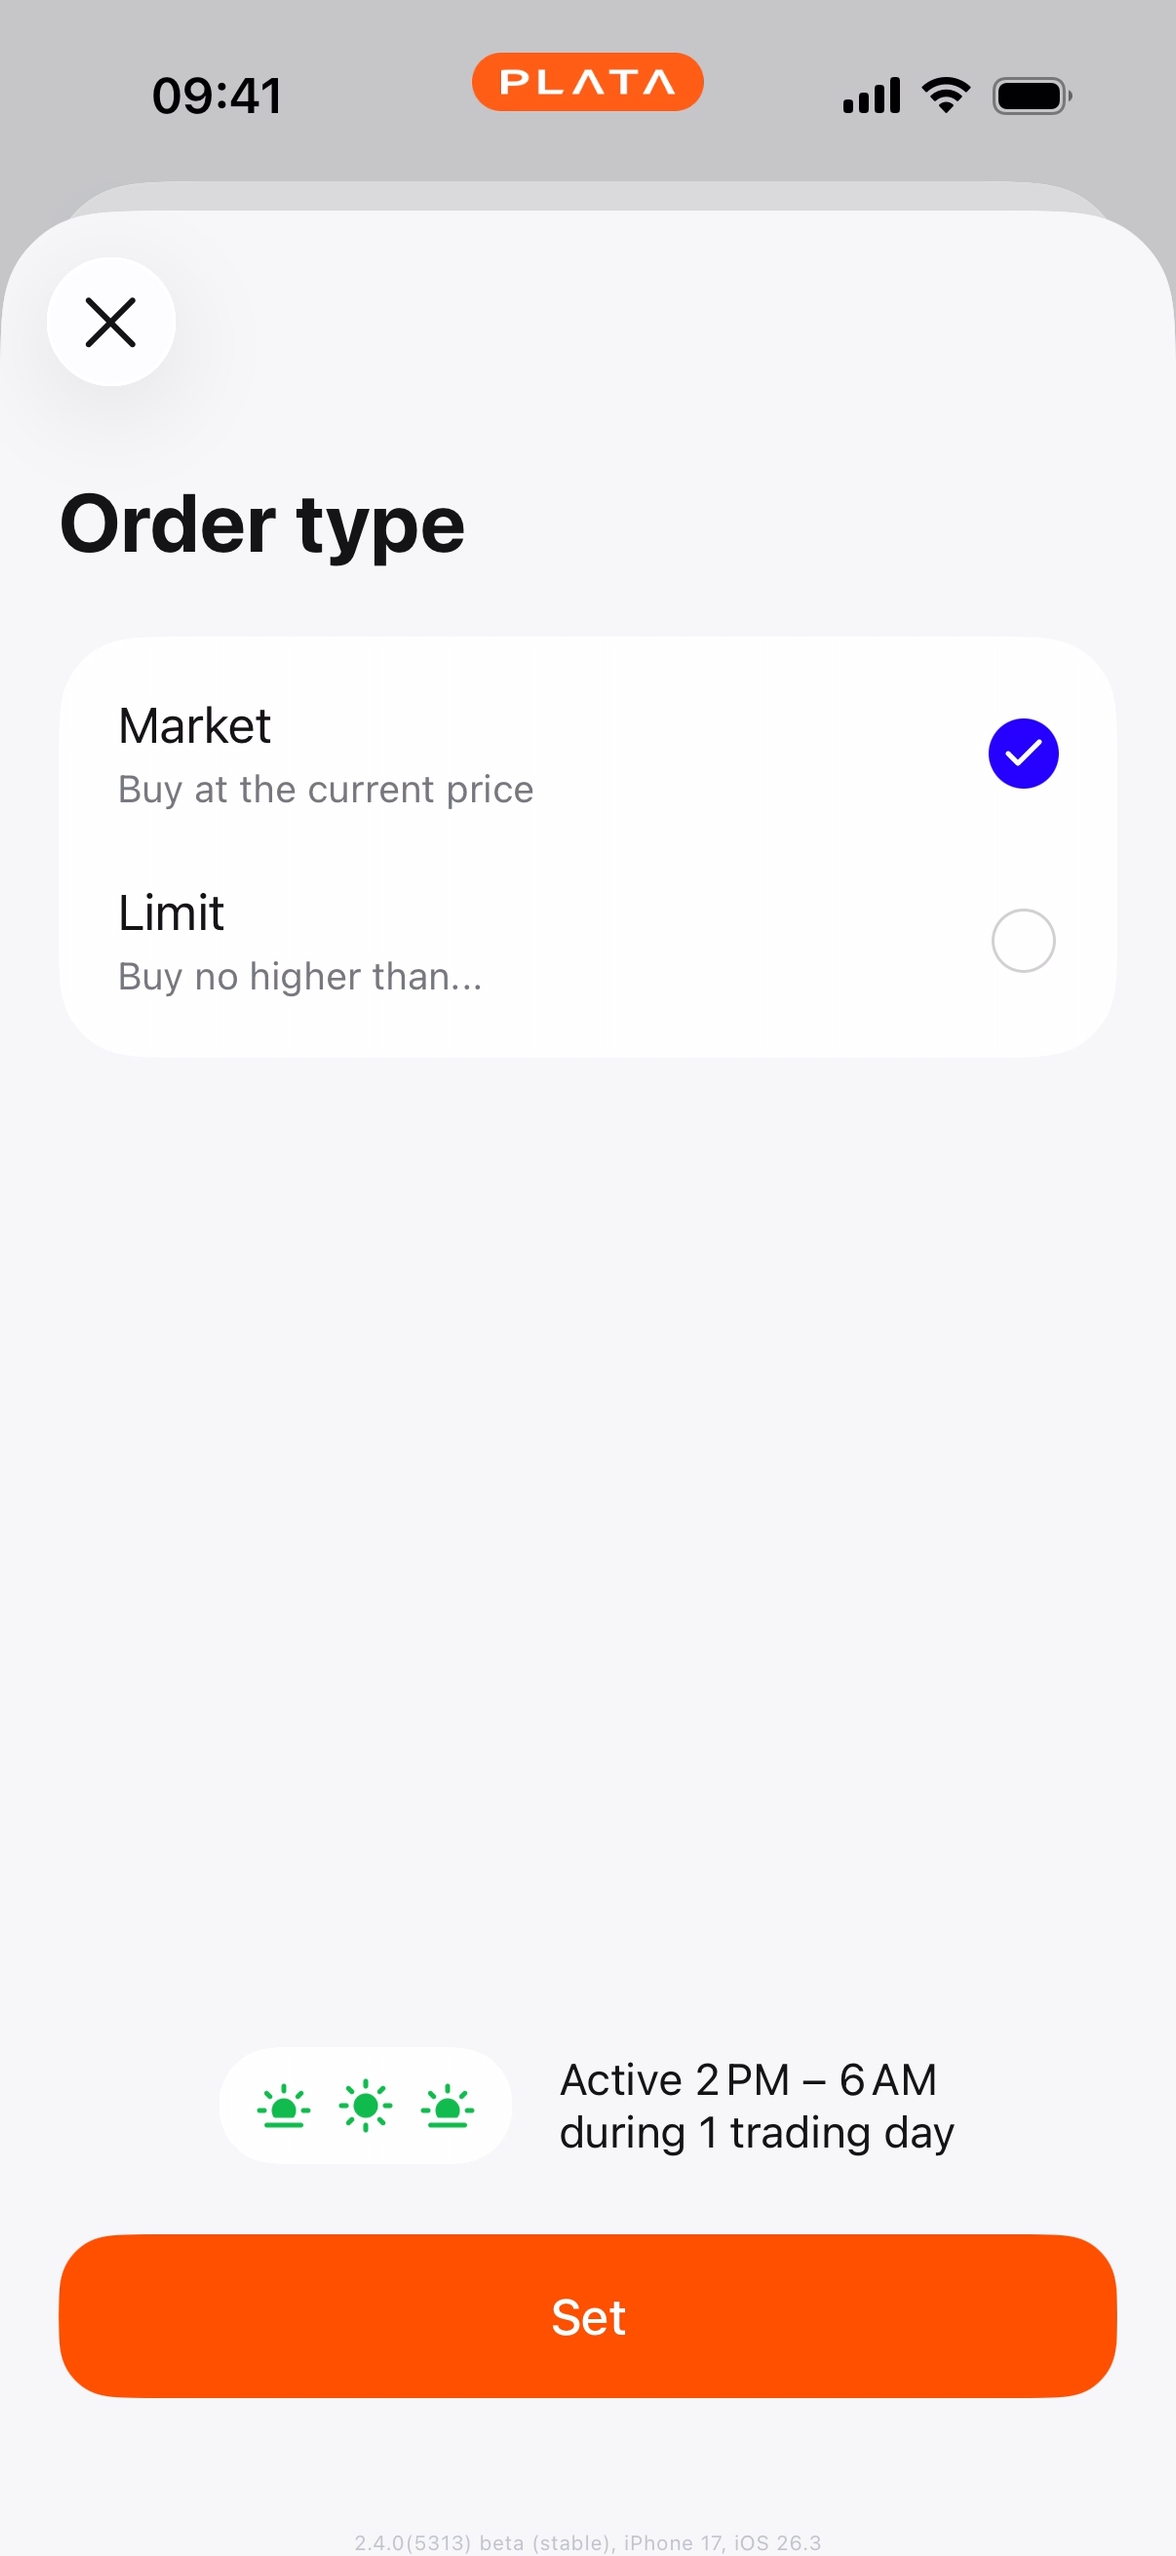 09:41
PLATA
Order type
Market
Buy at the current price
Limit
Buy no higher than...
Active 2 PM – 6 AM
during 1 trading day
Set
2.4.0(5313) beta (stable), iPhone 17, iOS 26.3